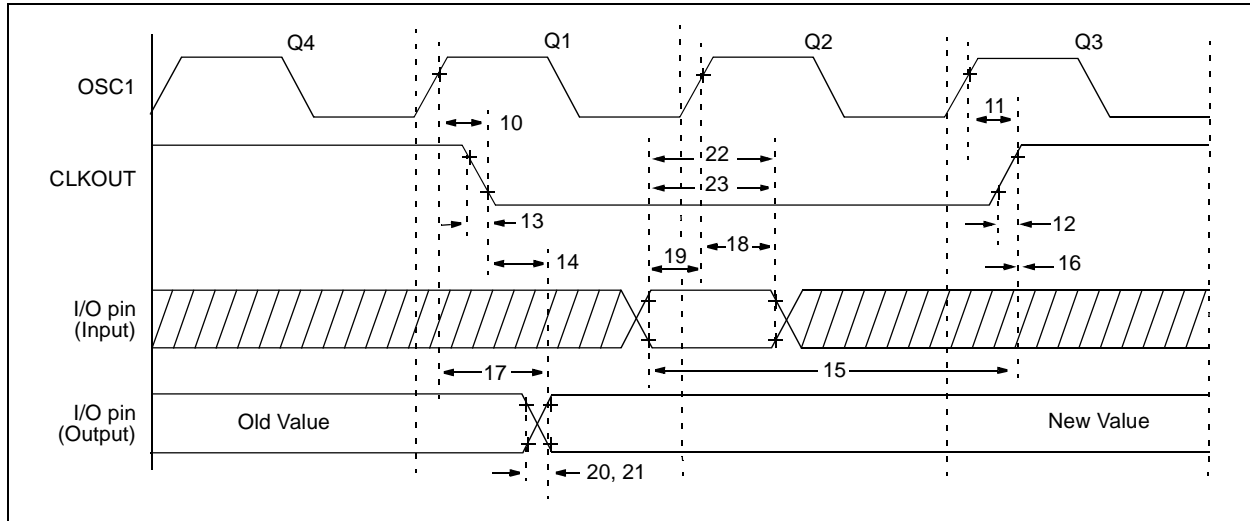 Q4 Q1 Q2 Q3
OSC1
10
11
22
CLKOUT
23
13
12
14
19
18
16
I/O pin
(Input)
17
15
I/O pin
(Output)
Old Value
New Value
20, 21